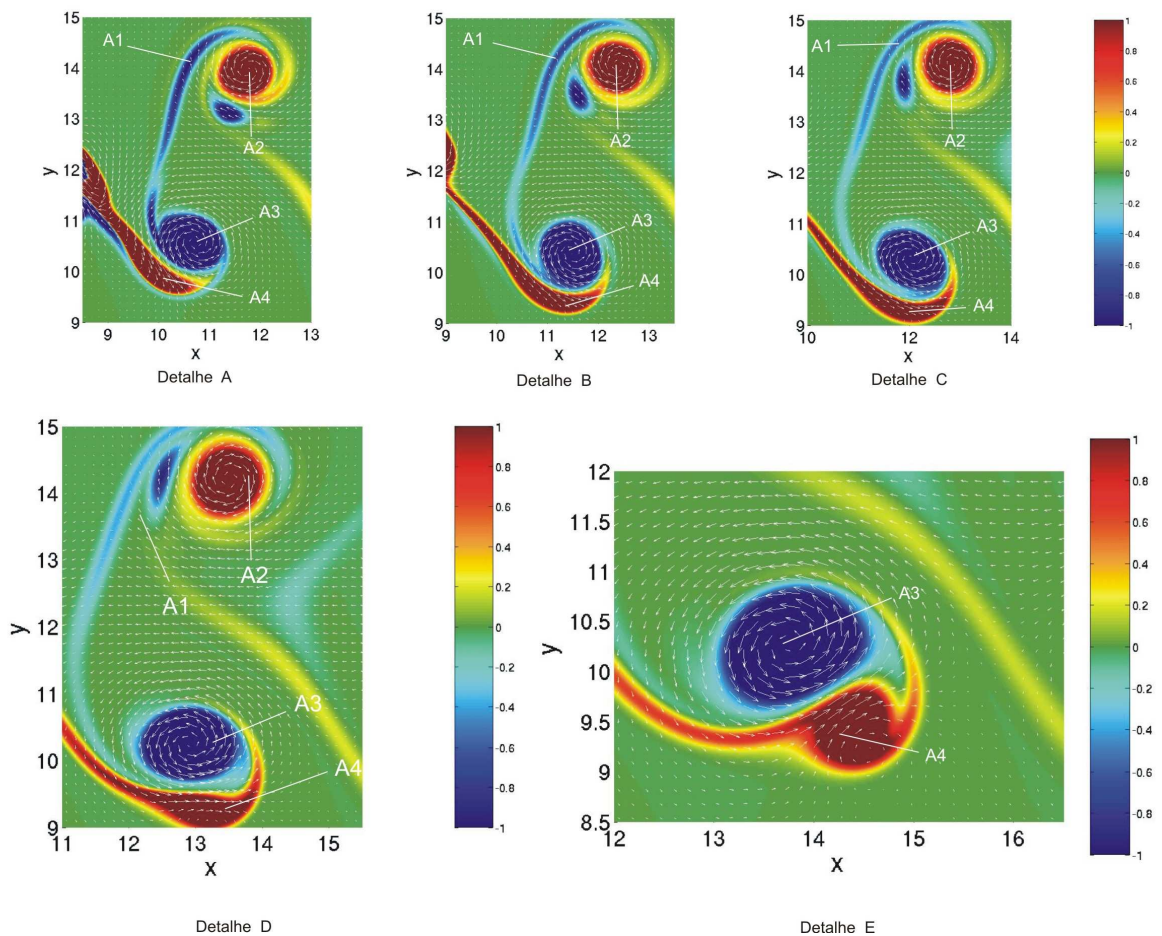 15
14
13
12
11
10
9
y
9 10 11 12 13
x
A1
A2
A3
A4
Detalhe A
15
14
13
12
11
10
9
y
9 10 11 12 13
x
A1
A2
A3
A4
Detalhe B
15
14
13
12
11
10
9
y
10 12 14
x
A1
A2
A3
A4
Detalhe C
1
0.8
0.6
0.4
0.2
0
-0.2
-0.4
-0.6
-0.8
-1
15
14
13
12
11
10
9
y
11 12 13 14 15
x
A1
A2
A3
A4
Detalhe D
1
0.8
0.6
0.4
0.2
0
-0.2
-0.4
-0.6
-0.8
-1
12
11.5
11
10.5
10
9.5
9
8.5
y
12 13 14 15 16
x
A3
A4
Detalhe E
1
0.8
0.6
0.4
0.2
0
-0.2
-0.4
-0.6
-0.8
-1